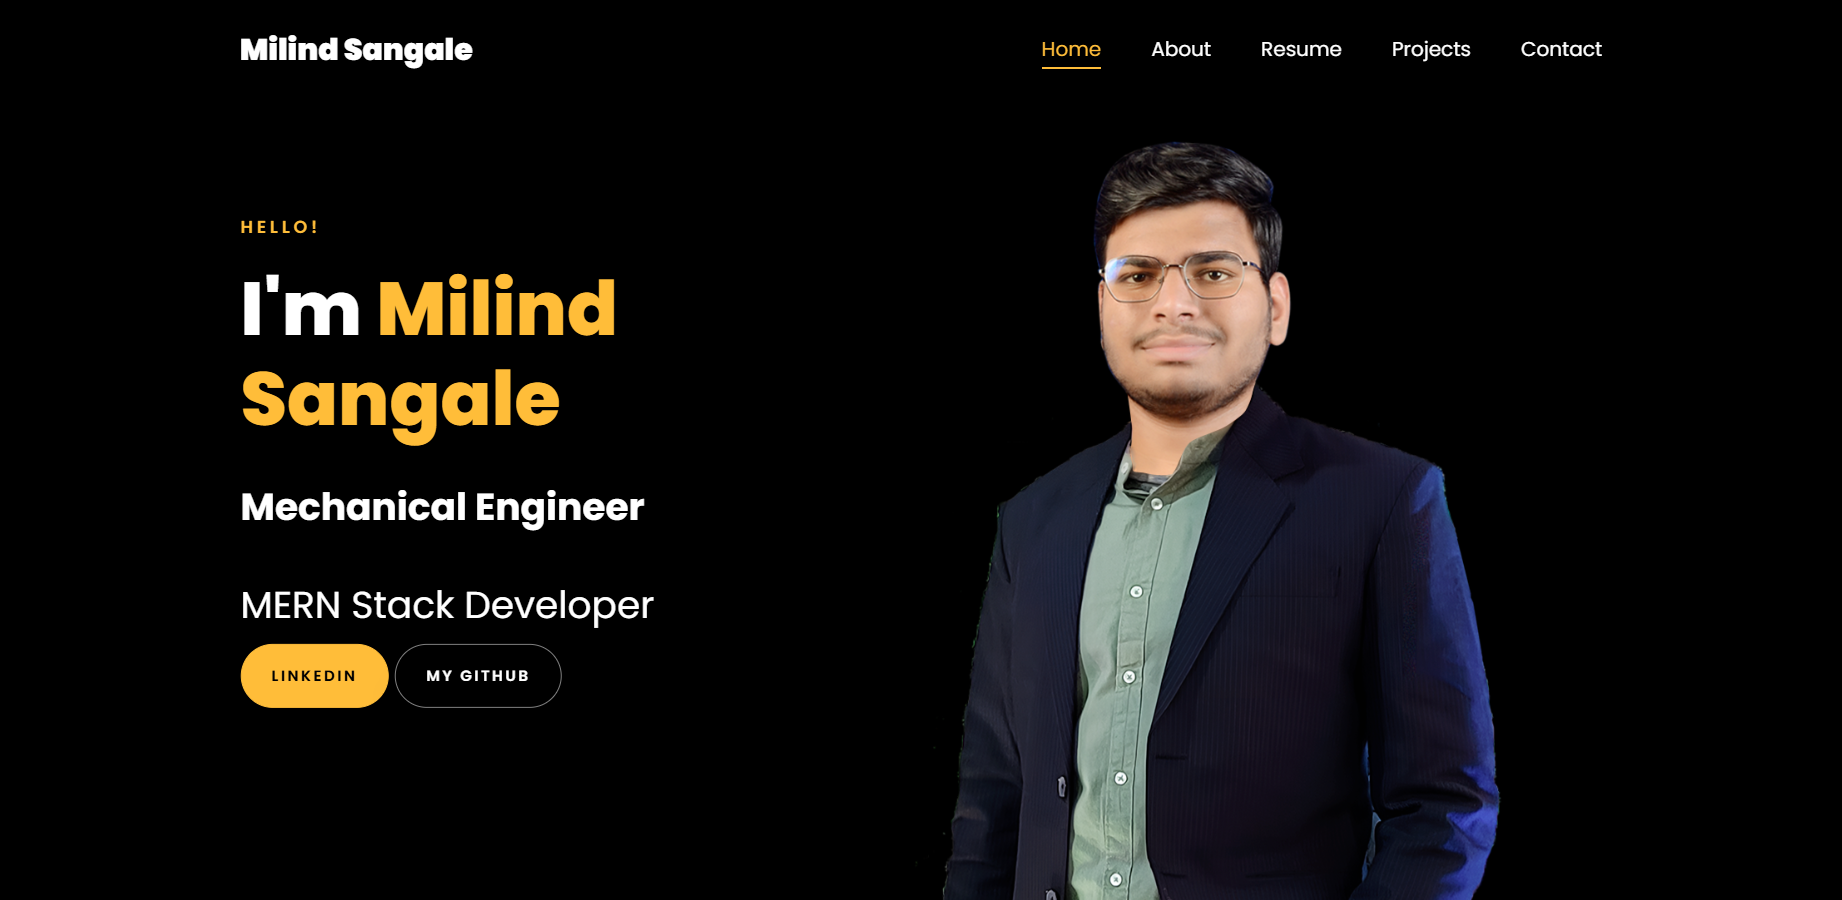 Milind Sangale
Home About Resume Projects Contact
HELLO!
I'm Milind
Sangale
Mechanical Engineer
MERN Stack Developer
LINKEDIN MY GITHUB